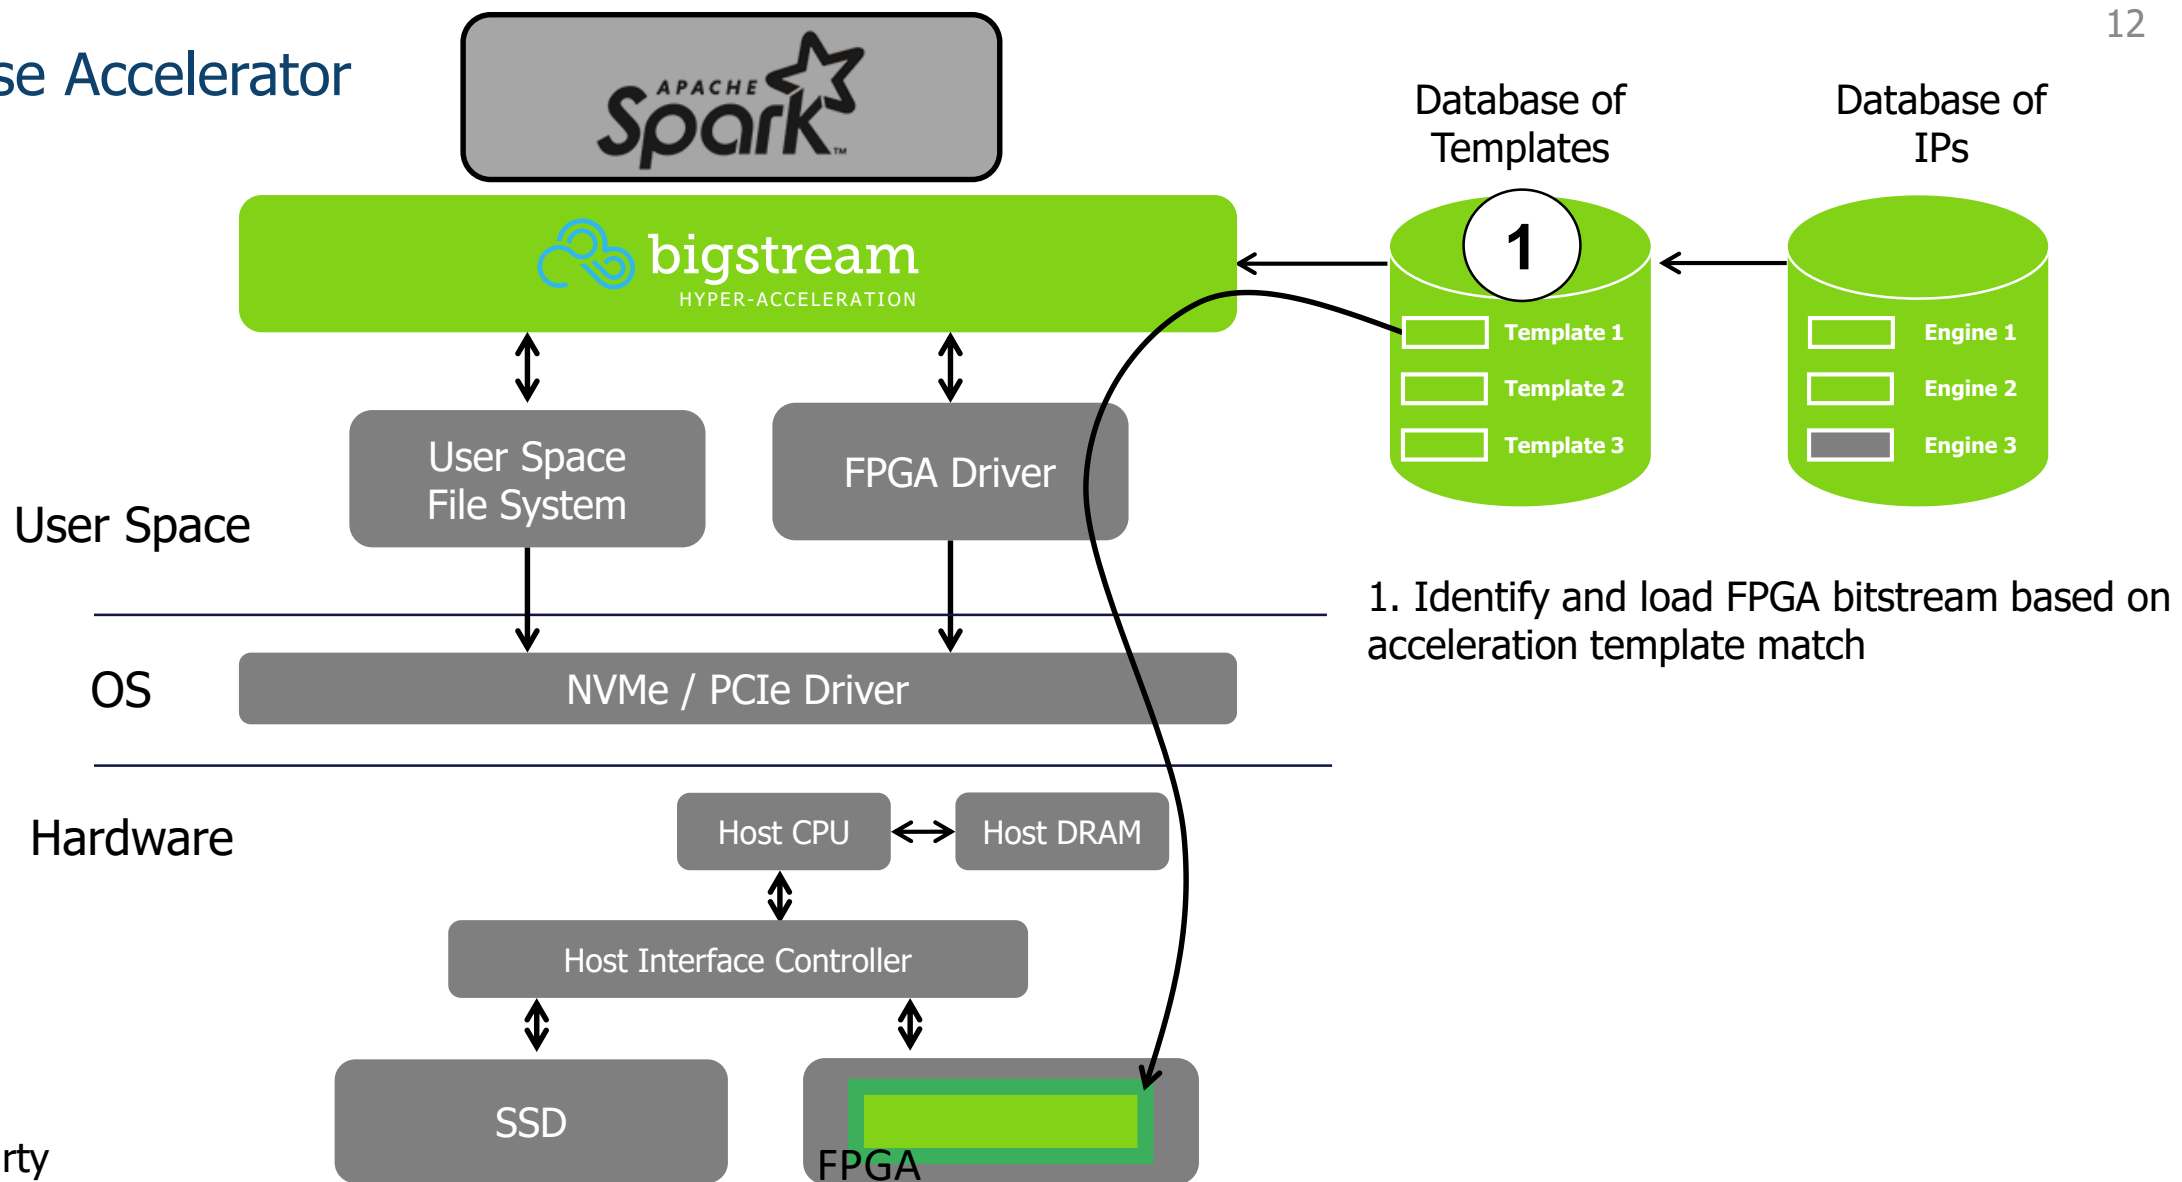 12
se Accelerator
APACHE
Spark
TM
Database of
Templates
Database of
IPs
bigstream
HYPER-ACCELERATION
1
Template 1
Template 2
Template 3
Engine 1
Engine 2
Engine 3
User Space
File System
FPGA Driver
User Space
1. Identify and load FPGA bitstream based on
acceleration template match
OS
NVMe / PCIe Driver
Hardware
Host CPU
Host DRAM
Host Interface Controller
SSD
FPGA
rty